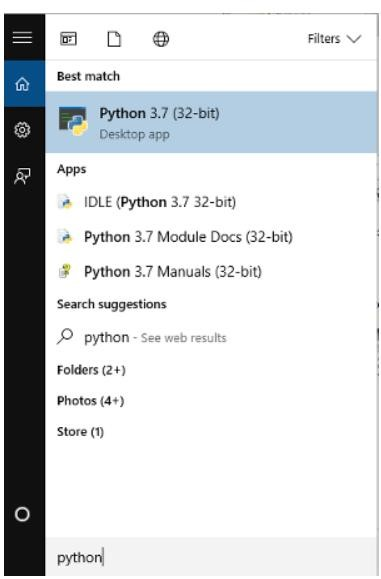 Filters
Best match
Python 3.7 (32-bit)
Desktop app
Apps
IDLE (Python 3.7 32-bit)
Python 3.7 Module Docs (32-bit)
Python 3.7 Manuals (32-bit)
Search suggestions
python - See web results
Folders (2+)
Photos (4+)
Store (1)
python